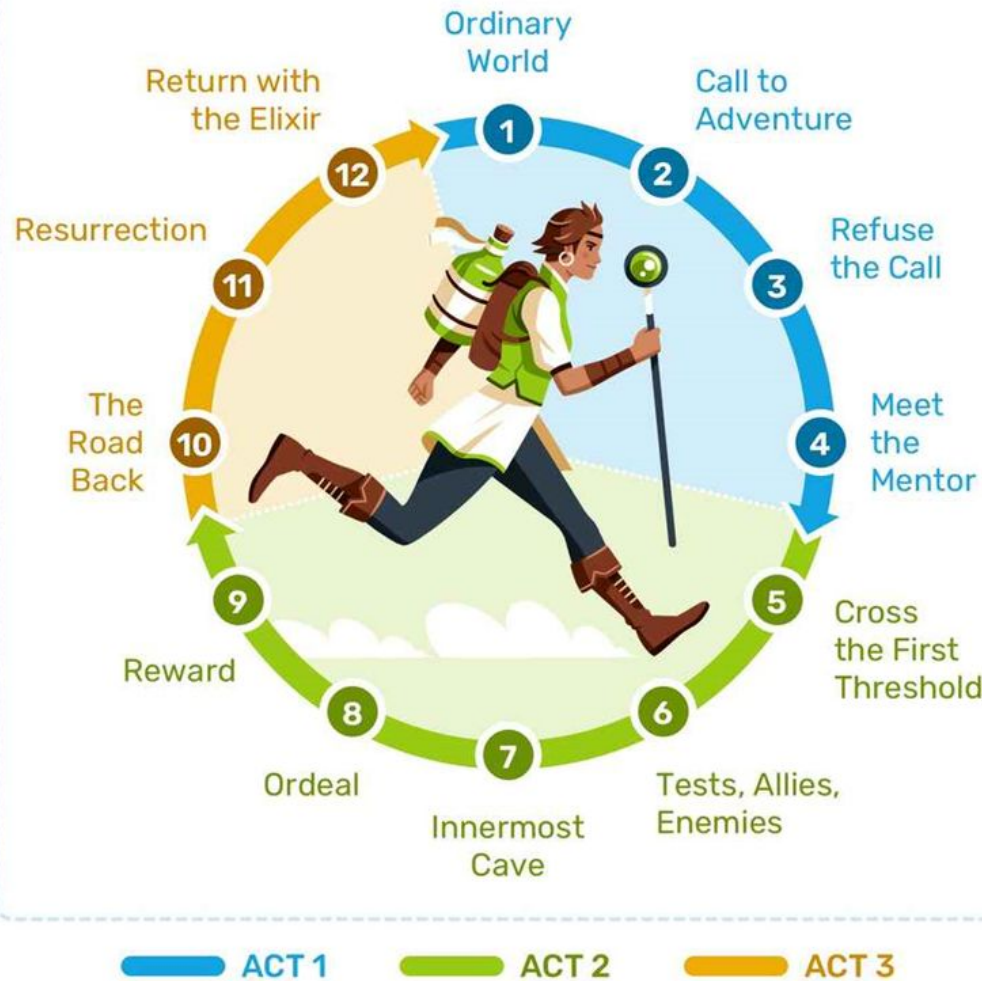 Ordinary
World
1
Call to
Adventure
2
Refuse
the Call
3
Meet
the
Mentor
4
Cross
the First
Threshold
5
Tests, Allies,
Enemies
6
Innermost
Cave
7
Ordeal
8
Reward
9
The
Road
Back
10
Resurrection
11
Return with
the Elixir
12
ACT 1
ACT 2
ACT 3